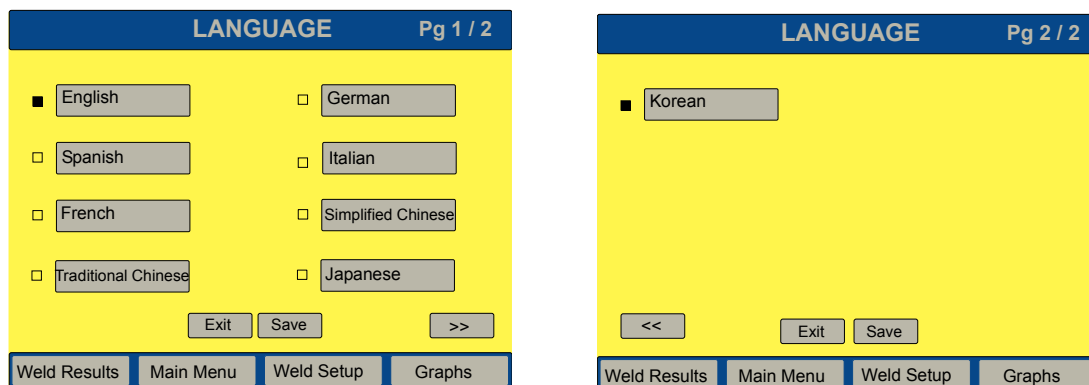 LANGUAGE Pg 1 / 2
English German
Spanish Italian
French Simplified Chinese
Traditional Chinese Japanese
Exit Save >>
Weld Results Main Menu Weld Setup Graphs
LANGUAGE Pg 2 / 2
Korean
<< Exit Save
Weld Results Main Menu Weld Setup Graphs